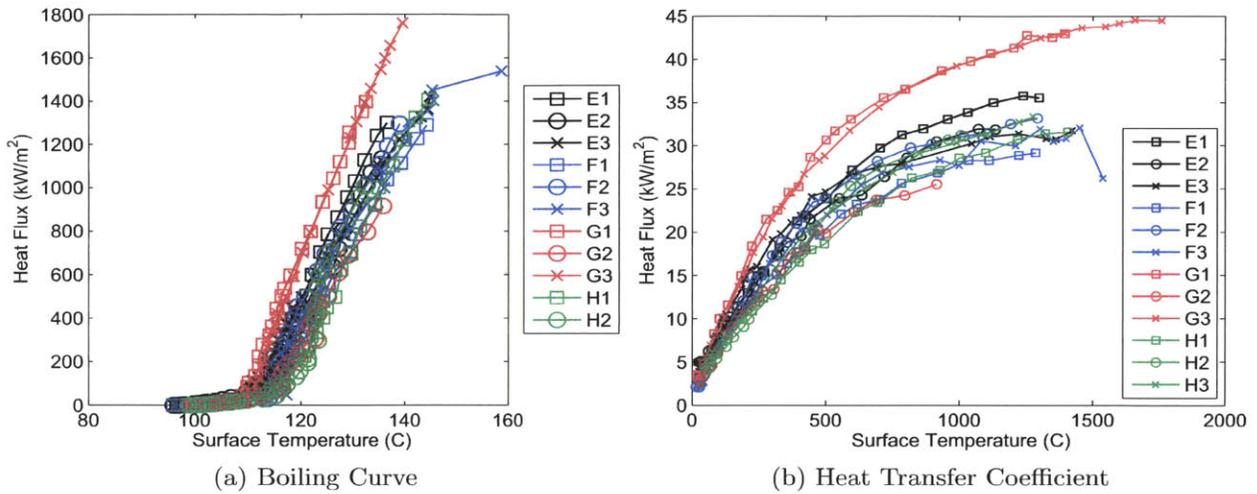 1800
1600
1400
1200
1000
800
600
400
200
0
80 100 120 140 160
Heat Flux (kW/m²)
Surface Temperature (C)
E1
E2
E3
F1
F2
F3
G1
G2
G3
H1
H2
(a) Boiling Curve
45
40
35
30
25
20
15
10
5
0
0 500 1000 1500 2000
Heat Flux (kW/m²)
Surface Temperature (C)
E1
E2
E3
F1
F2
F3
G1
G2
G3
H1
H2
H3
(b) Heat Transfer Coefficient